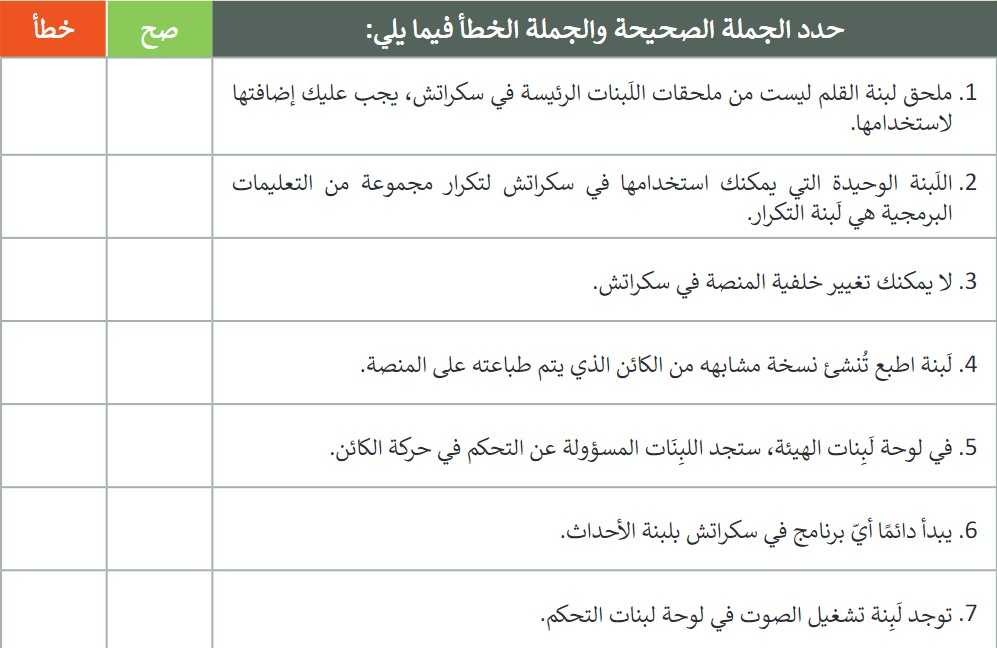 حدد الجملة الصحيحة والجملة الخطأ فيما يلي: صح خطأ
1. ملحق لبنة القلم ليست من ملحقات اللَبنات الرئيسة في سكراتش، يجب عليك إضافتها
لاستخدامها.
2. اللَبنة الوحيدة التي يمكنك استخدامها في سكراتش لتكرار مجموعة من التعليمات
البرمجية هي لَبنة التكرار.
3. لا يمكنك تغيير خلفية المنصة في سكراتش.
4. لَبنة اطبع تُنشئ نسخة مشابهه من الكائن الذي يتم طباعته على المنصة.
5. في لوحة لَبِنات الهيئة، ستجد اللبِنَات المسؤولة عن التحكم في حركة الكائن.
6. يبدأ دائمًا أيّ برنامج في سكراتش بلبنة الأحداث.
7. توجد لَبِنة تشغيل الصوت في لوحة لبنات التحكم.